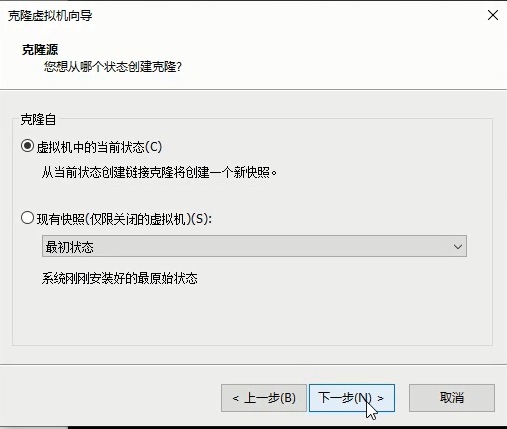 克隆虚拟机向导
克隆源
您想从哪个状态创建克隆?
克隆自
虚拟机中的当前状态(C)
从当前状态创建链接克隆将创建一个新快照。
现有快照(仅限关闭的虚拟机)(S):
最初状态
系统刚刚安装好的最原始状态
< 上一步(B) 下一步(N) > 取消